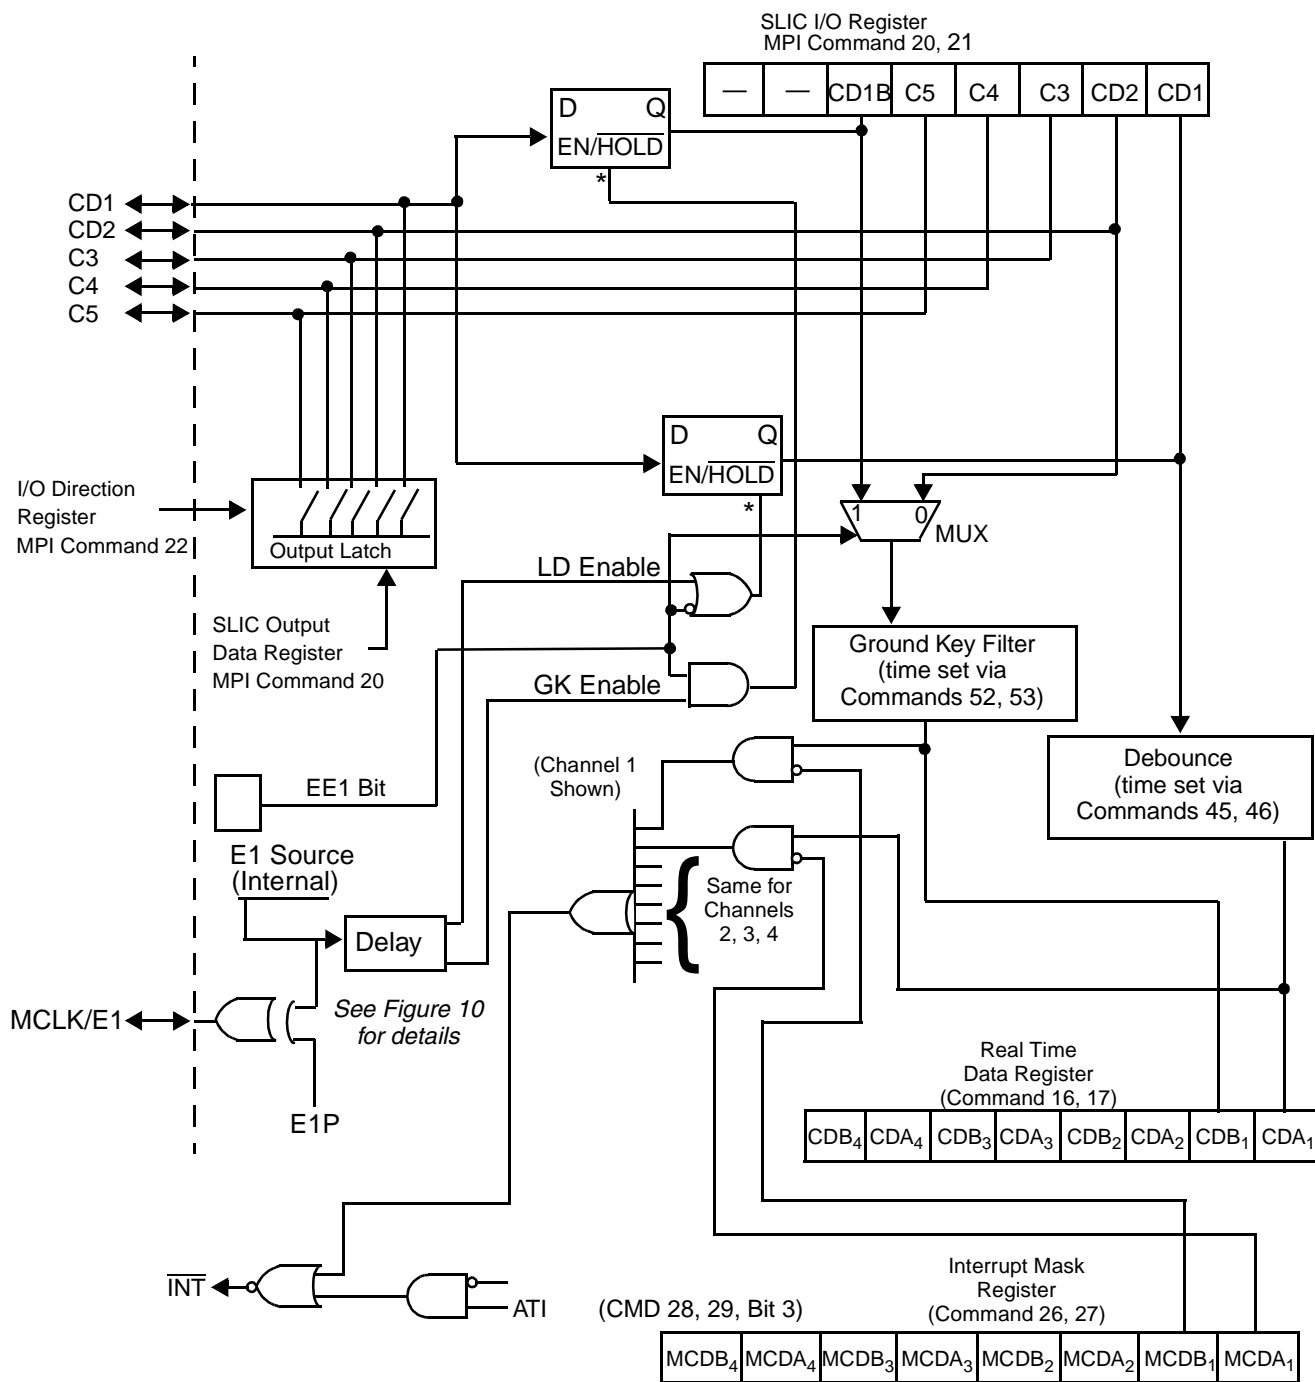 SLIC I/O Register
MPI Command 20, 21
— — CD1B C5 C4 C3 CD2 CD1
D Q
EN/HOLD
*
CD1
CD2
C3
C4
C5
D Q
EN/HOLD
*
I/O Direction
Register
MPI Command 22
Output Latch
1 0
MUX
LD Enable
SLIC Output
Data Register
MPI Command 20
GK Enable
Ground Key Filter
(time set via
Commands 52, 53)
(Channel 1
Shown)
Debounce
(time set via
Commands 45, 46)
EE1 Bit
E1 Source
(Internal)
Same for
Channels
2, 3, 4
Delay
See Figure 10
for details
MCLK/E1
E1P
Real Time
Data Register
(Command 16, 17)
CDB4 CDA4 CDB3 CDA3 CDB2 CDA2 CDB1 CDA1
INT
ATI
(CMD 28, 29, Bit 3)
Interrupt Mask
Register
(Command 26, 27)
MCDB4 MCDA4 MCDB3 MCDA3 MCDB2 MCDA2 MCDB1 MCDA1